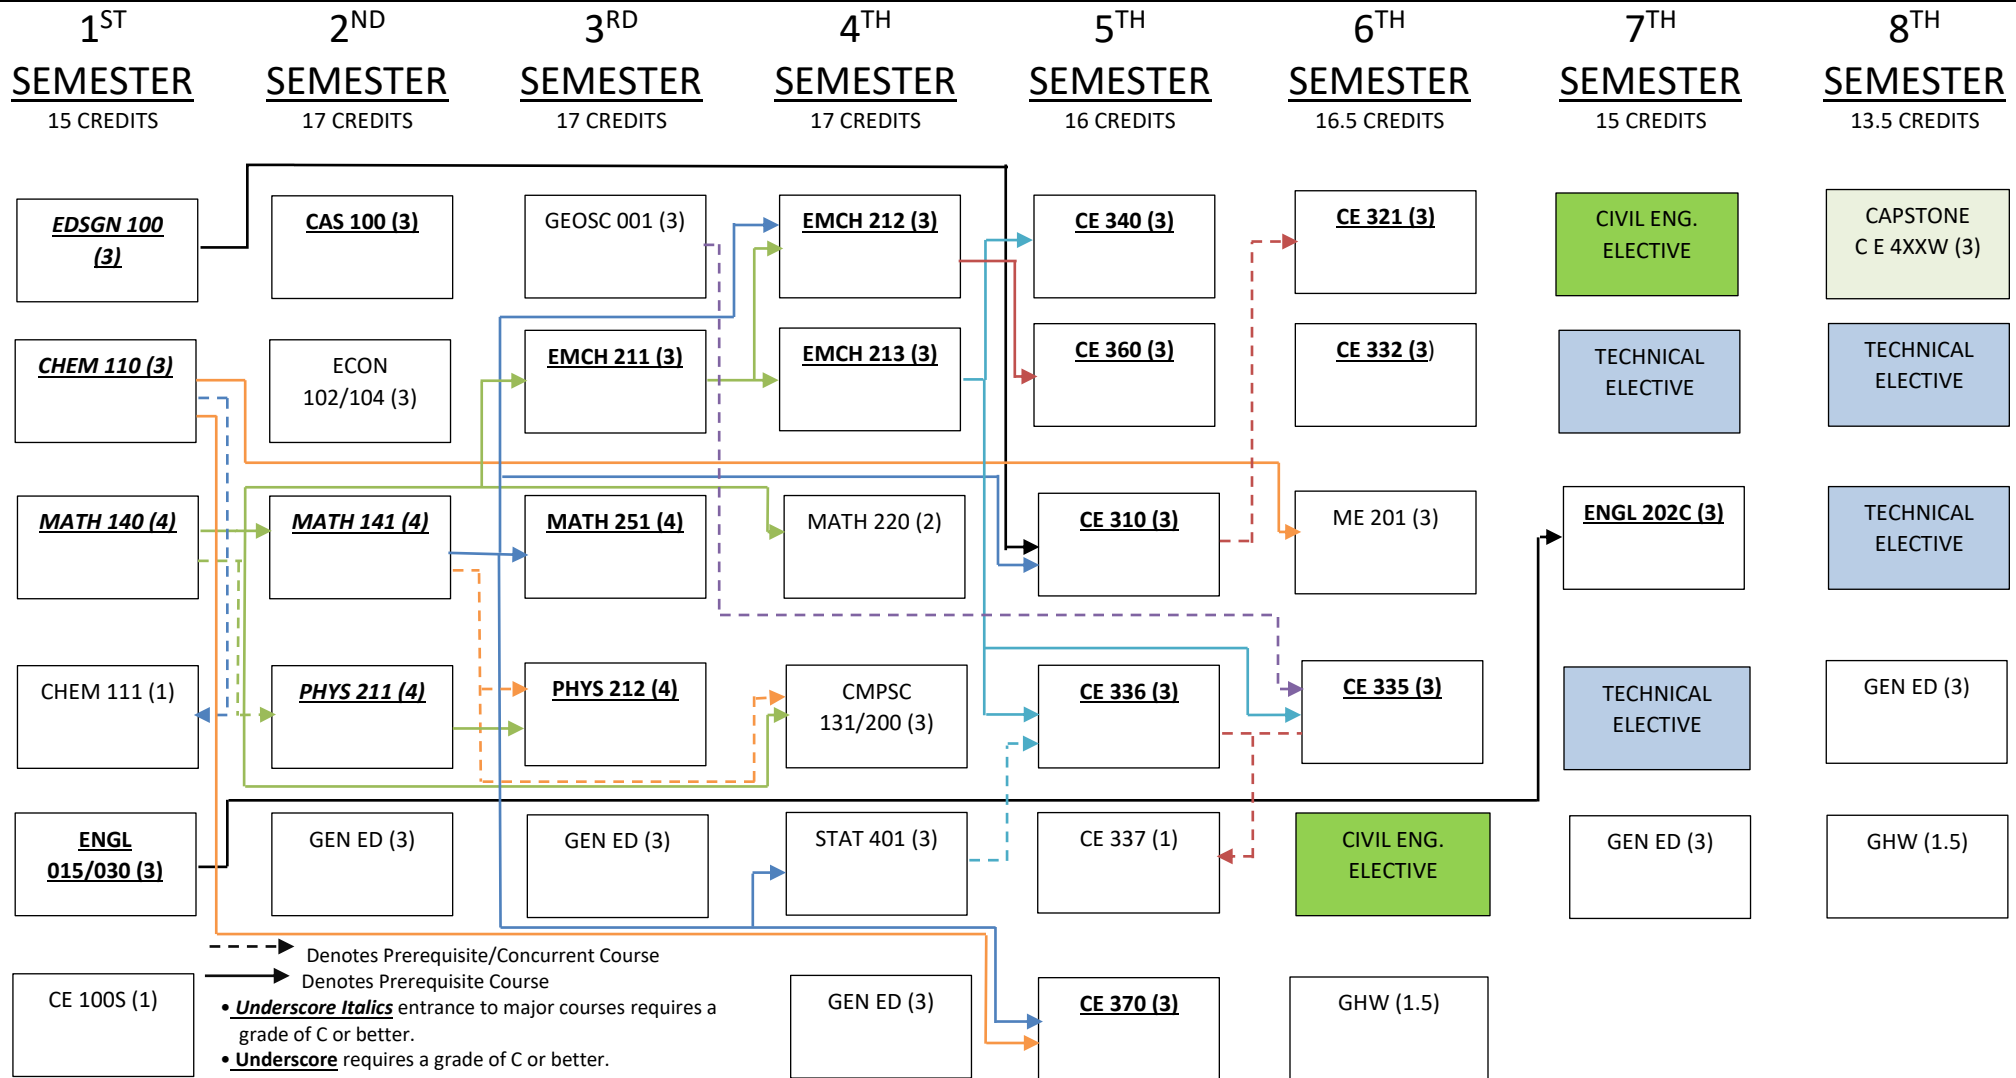 1ST
SEMESTER
15 CREDITS
2ND
SEMESTER
17 CREDITS
3RD
SEMESTER
17 CREDITS
4TH
SEMESTER
17 CREDITS
5TH
SEMESTER
16 CREDITS
6TH
SEMESTER
16.5 CREDITS
7TH
SEMESTER
15 CREDITS
8TH
SEMESTER
13.5 CREDITS
EDSGN 100
(3)
CAS 100 (3)
GEOSC 001 (3)
EMCH 212 (3)
CE 340 (3)
CE 321 (3)
CIVIL ENG.
ELECTIVE
CAPSTONE
C E 4XXW (3)
CHEM 110 (3)
ECON
102/104 (3)
EMCH 211 (3)
EMCH 213 (3)
CE 360 (3)
CE 332 (3)
TECHNICAL
ELECTIVE
TECHNICAL
ELECTIVE
MATH 140 (4)
MATH 141 (4)
MATH 251 (4)
MATH 220 (2)
CE 310 (3)
ME 201 (3)
ENGL 202C (3)
TECHNICAL
ELECTIVE
CHEM 111 (1)
PHYS 211 (4)
PHYS 212 (4)
CMPSC
131/200 (3)
CE 336 (3)
CE 335 (3)
TECHNICAL
ELECTIVE
GEN ED (3)
ENGL
015/030 (3)
GEN ED (3)
GEN ED (3)
STAT 401 (3)
CE 337 (1)
CIVIL ENG.
ELECTIVE
GEN ED (3)
GHW (1.5)
CE 100S (1)
Denotes Prerequisite/Concurrent Course
Denotes Prerequisite Course
• Underscore Italics entrance to major courses requires a
grade of C or better.
• Underscore requires a grade of C or better.
GEN ED (3)
CE 370 (3)
GHW (1.5)